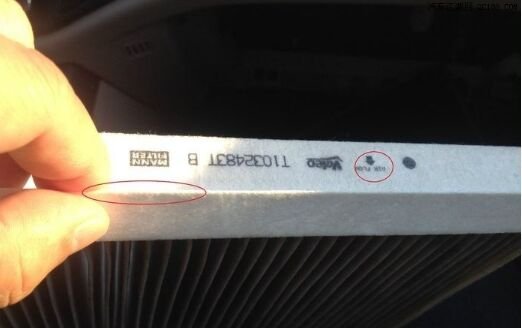 AIR FLOW
Valeo
T1032483T B
MANN
FILTER